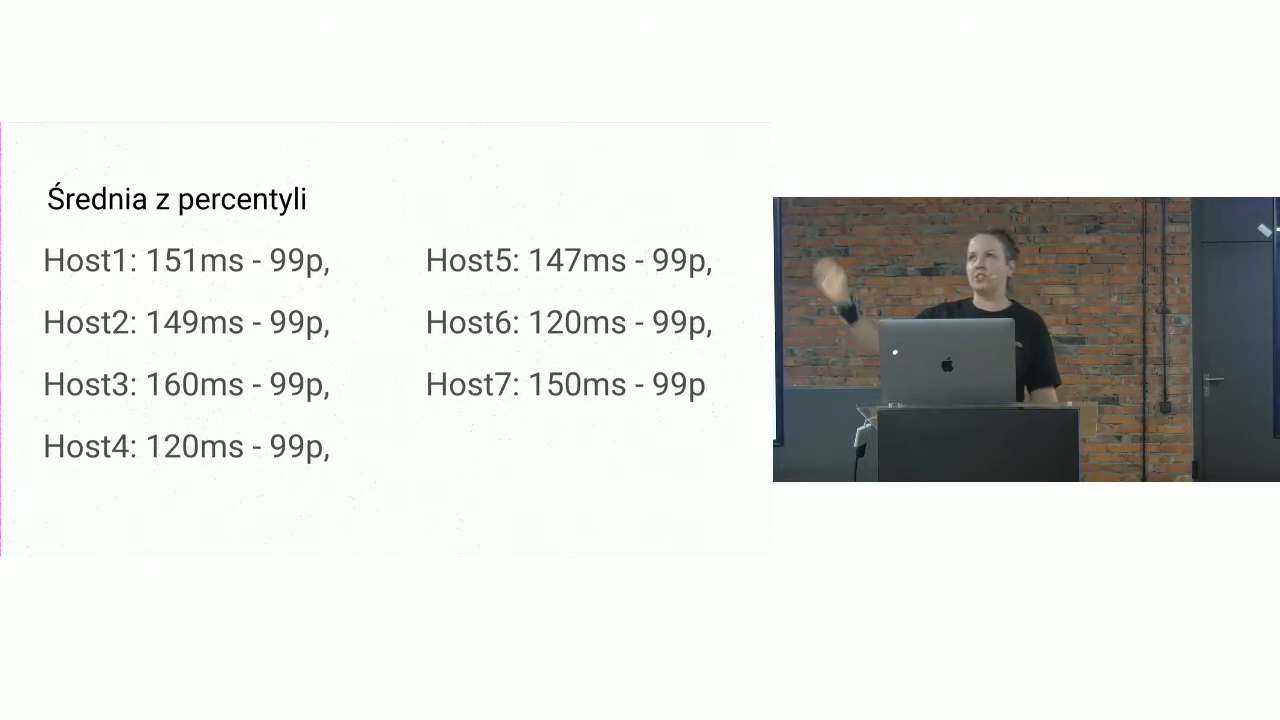 Średnia z percentyli
Host1: 151ms - 99p,
Host2: 149ms - 99p,
Host3: 160ms - 99p,
Host4: 120ms - 99p,
Host5: 147ms - 99p,
Host6: 120ms - 99p,
Host7: 150ms - 99p